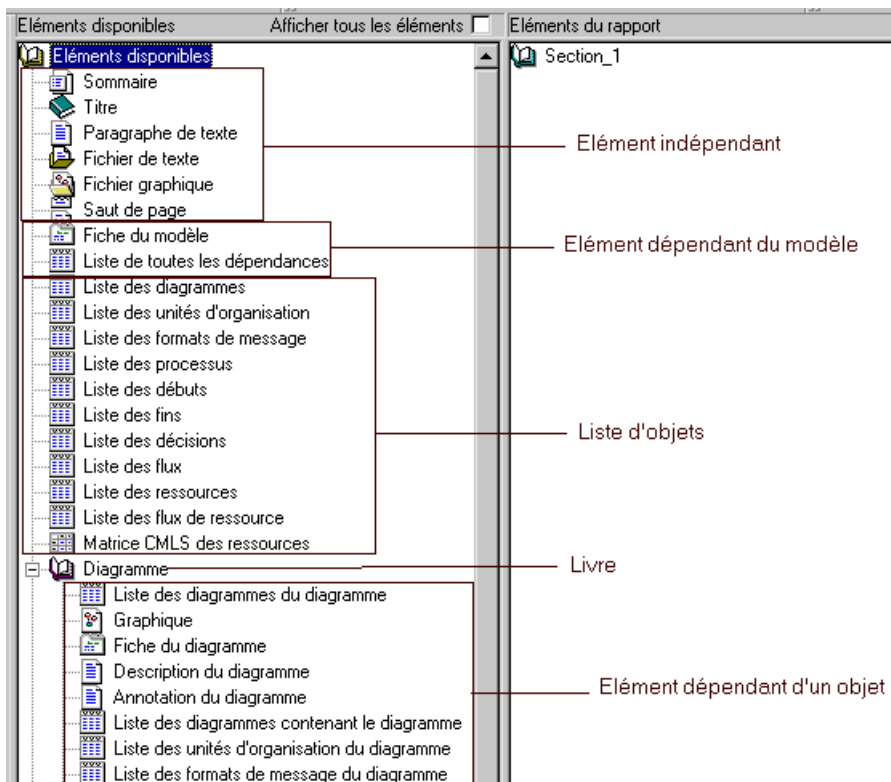 Eléments disponibles
Afficher tous les éléments
Eléments du rapport
Eléments disponibles
Section_1
Sommaire
Titre
Paragraphe de texte
Elément indépendant
Fichier de texte
Fichier graphique
Saut de page
Fiche du modèle
Elément dépendant du modèle
Liste de toutes les dépendances
Liste des diagrammes
Liste des unités d'organisation
Liste des formats de message
Liste des processus
Liste des débuts
Liste des fins
Liste d'objets
Liste des décisions
Liste des flux
Liste des ressources
Liste des flux de ressource
Matrice CMLS des ressources
Diagramme
Livre
Liste des diagrammes du diagramme
Graphique
Fiche du diagramme
Description du diagramme
Annotation du diagramme
Elément dépendant d'un objet
Liste des diagrammes contenant le diagramme
Liste des unités d'organisation du diagramme
Liste des formats de message du diagramme